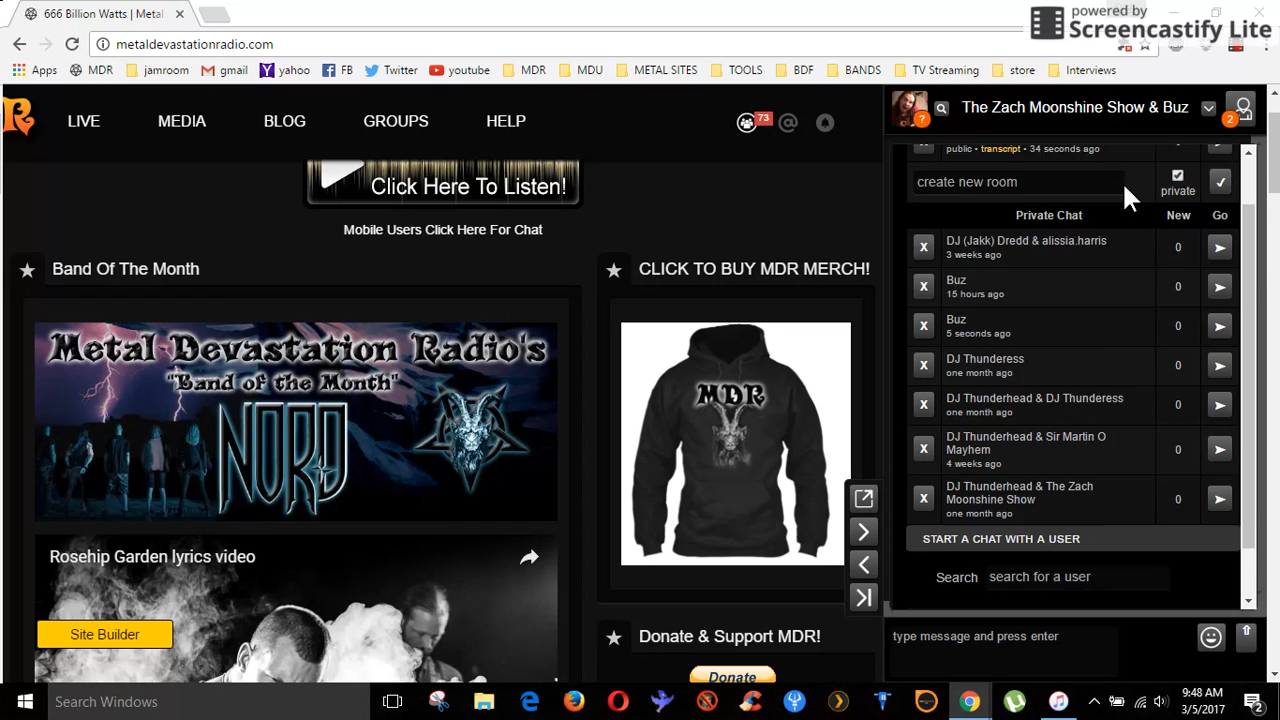 666 Billion Watts | Metal
powered by
Screencastify Lite
metaldevastationradio.com
Apps MDR jamroom gmail yahoo FB Twitter youtube MDR MDU METAL SITES TOOLS BDF BANDS TV Streaming store Interviews
LIVE MEDIA BLOG GROUPS HELP 73 @
Click Here To Listen!
Mobile Users Click Here For Chat
Band Of The Month
Metal Devastation Radio's
"Band of the Month"
NORD
Rosehip Garden lyrics video
Site Builder
CLICK TO BUY MDR MERCH!
MDR
Donate & Support MDR!
Donate
The Zach Moonshine Show & Buz
?
2
public • transcript • 34 seconds ago
create new room
private
Private Chat New Go
X DJ (Jakk) Dredd & alissia.harris 0
3 weeks ago
X Buz 0
15 hours ago
X Buz 0
5 seconds ago
X DJ Thunderess 0
one month ago
X DJ Thunderhead & DJ Thunderess 0
one month ago
X DJ Thunderhead & Sir Martin O
Mayhem 0
4 weeks ago
X DJ Thunderhead & The Zach
Moonshine Show 0
one month ago
START A CHAT WITH A USER
Search search for a user
type message and press enter
Search Windows
9:48 AM
3/5/2017
2